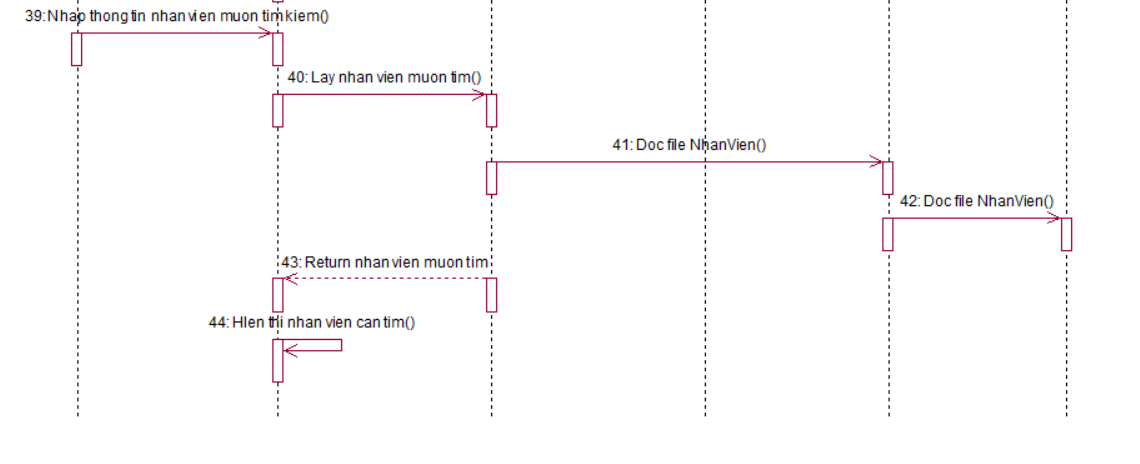 39:Nhap thong tin nhan vien muon tim kiem()
40: Lay nhan vien muon tim()
41: Doc file NhanVien()
42: Doc file NhanVien()
43: Return nhan vien muon tim
44: HIen thi nhan vien can tim()